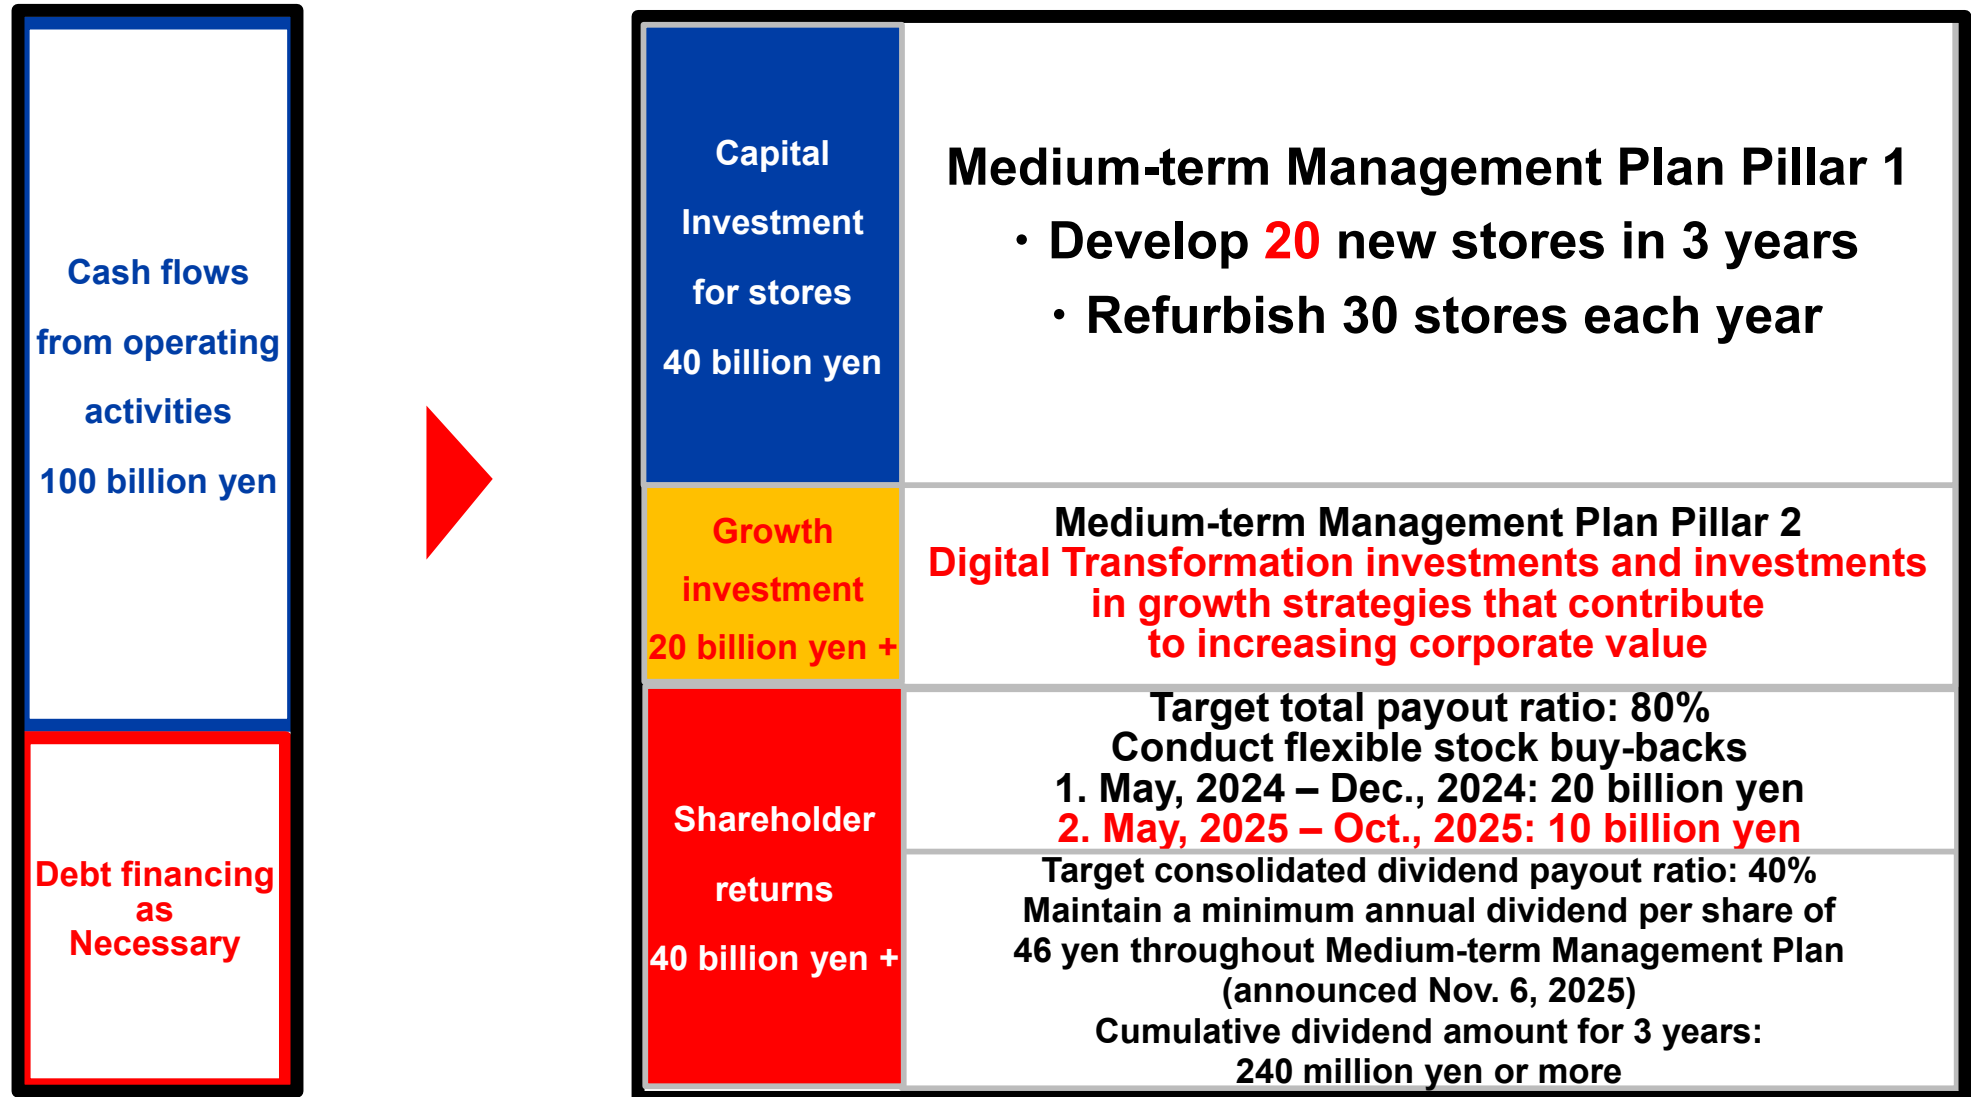 Cash flows
from operating
activities
100 billion yen
Debt financing
as
Necessary
Capital
Investment
for stores
40 billion yen
Medium-term Management Plan Pillar 1
・Develop 20 new stores in 3 years
・Refurbish 30 stores each year
Growth
investment
20 billion yen +
Medium-term Management Plan Pillar 2
Digital Transformation investments and investments
in growth strategies that contribute
to increasing corporate value
Shareholder
returns
40 billion yen +
Target total payout ratio: 80%
Conduct flexible stock buy-backs
1. May, 2024 – Dec., 2024: 20 billion yen
2. May, 2025 – Oct., 2025: 10 billion yen
Target consolidated dividend payout ratio: 40%
Maintain a minimum annual dividend per share of
46 yen throughout Medium-term Management Plan
(announced Nov. 6, 2025)
Cumulative dividend amount for 3 years:
240 million yen or more